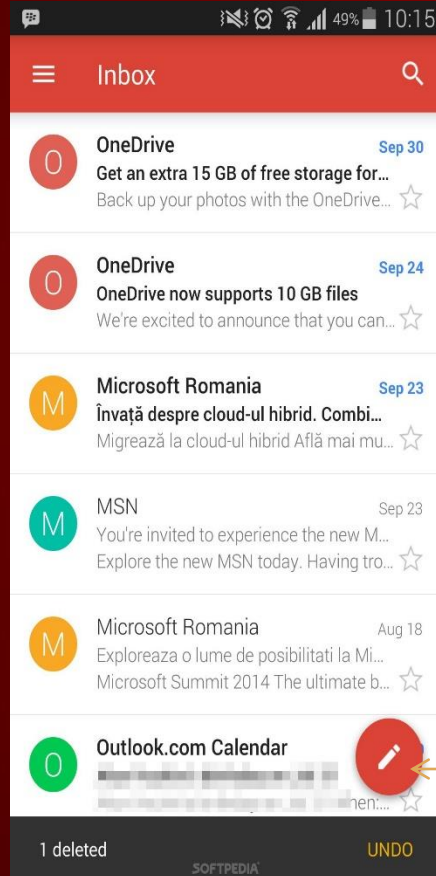 49% 10:15
Inbox
O
OneDrive Sep 30
Get an extra 15 GB of free storage for...
Back up your photos with the OneDrive...
O
OneDrive Sep 24
OneDrive now supports 10 GB files
We're excited to announce that you can...
M
Microsoft Romania Sep 23
Învață despre cloud-ul hibrid. Combi...
Migrează la cloud-ul hibrid Află mai mu...
M
MSN Sep 23
You're invited to experience the new M...
Explore the new MSN today. Having tro...
M
Microsoft Romania Aug 18
Exploreaza o lume de posibilitati la Mi...
Microsoft Summit 2014 The ultimate b...
O
Outlook.com Calendar
hen:...
1 deleted UNDO
SOFTPEDIA